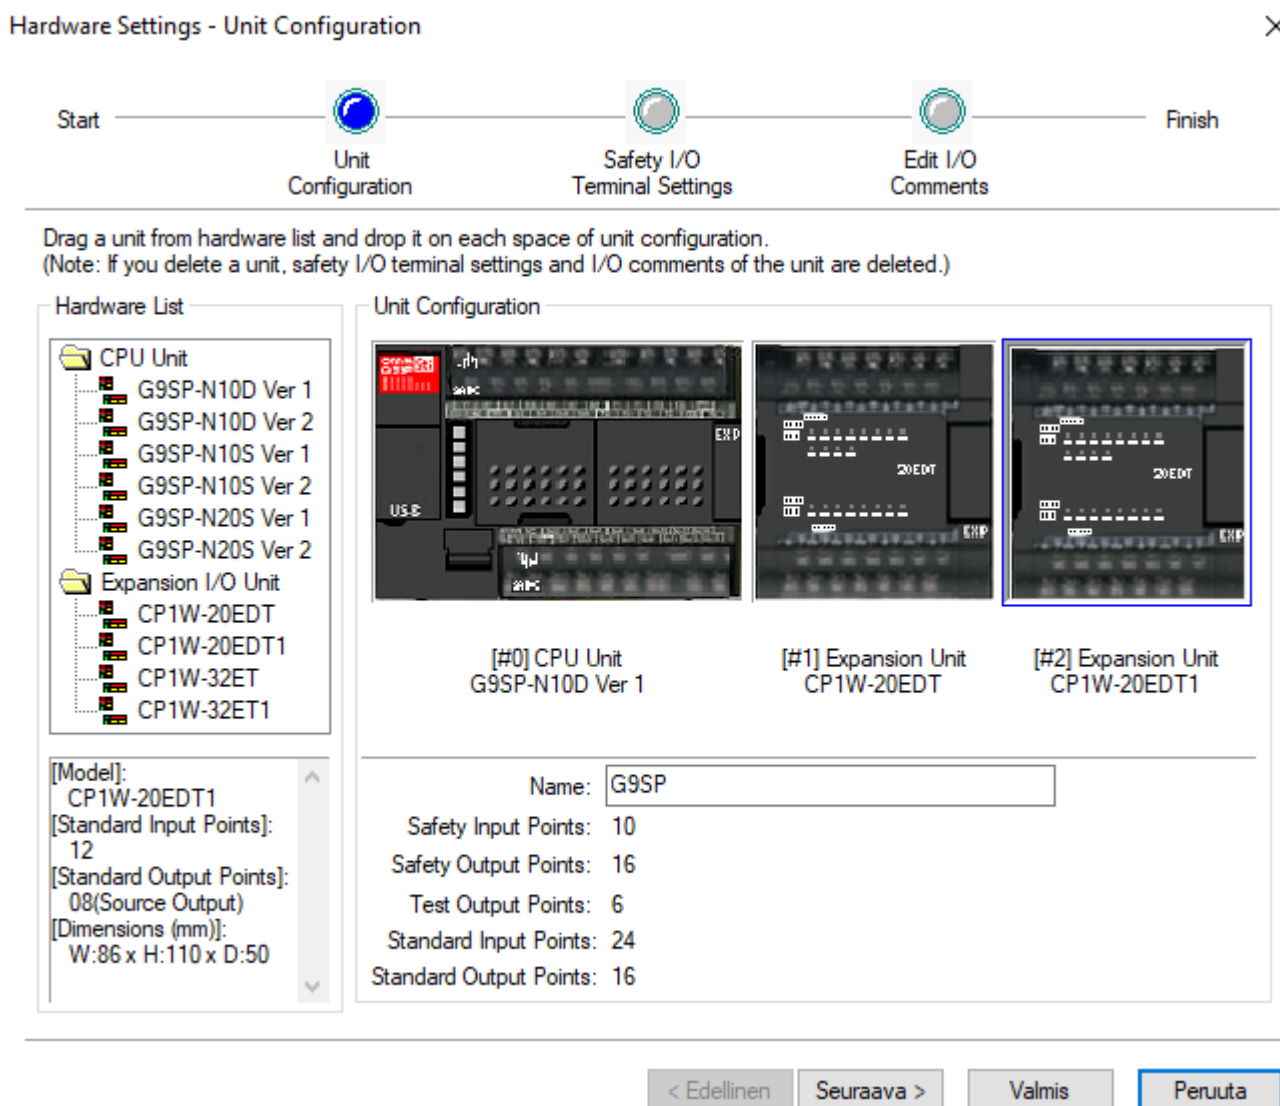 Hardware Settings - Unit Configuration
Start
Finish
Unit
Configuration
Safety I/O
Terminal Settings
Edit I/O
Comments
Drag a unit from hardware list and drop it on each space of unit configuration.
(Note: If you delete a unit, safety I/O terminal settings and I/O comments of the unit are deleted.)
Hardware List
CPU Unit
G9SP-N10D Ver 1
G9SP-N10D Ver 2
G9SP-N10S Ver 1
G9SP-N10S Ver 2
G9SP-N20S Ver 1
G9SP-N20S Ver 2
Expansion I/O Unit
CP1W-20EDT
CP1W-20EDT1
CP1W-32ET
CP1W-32ET1
[Model]:
CP1W-20EDT1
[Standard Input Points]:
12
[Standard Output Points]:
08(Source Output)
[Dimensions (mm)]:
W:86 x H:110 x D:50
Unit Configuration
USB
EXP
20EDT
EXP
20EDT
EXP
[#0] CPU Unit
G9SP-N10D Ver 1
[#1] Expansion Unit
CP1W-20EDT
[#2] Expansion Unit
CP1W-20EDT1
Name: G9SP
Safety Input Points: 10
Safety Output Points: 16
Test Output Points: 6
Standard Input Points: 24
Standard Output Points: 16
< Edellinen
Seuraava >
Valmis
Peruuta